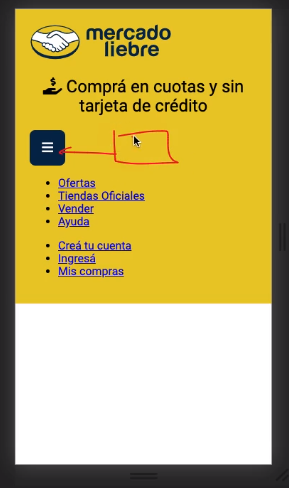 mercado
liebre
Comprá en cuotas y sin
tarjeta de crédito
Ofertas
Tiendas Oficiales
Vender
Ayuda
Creá tu cuenta
Ingresá
Mis compras